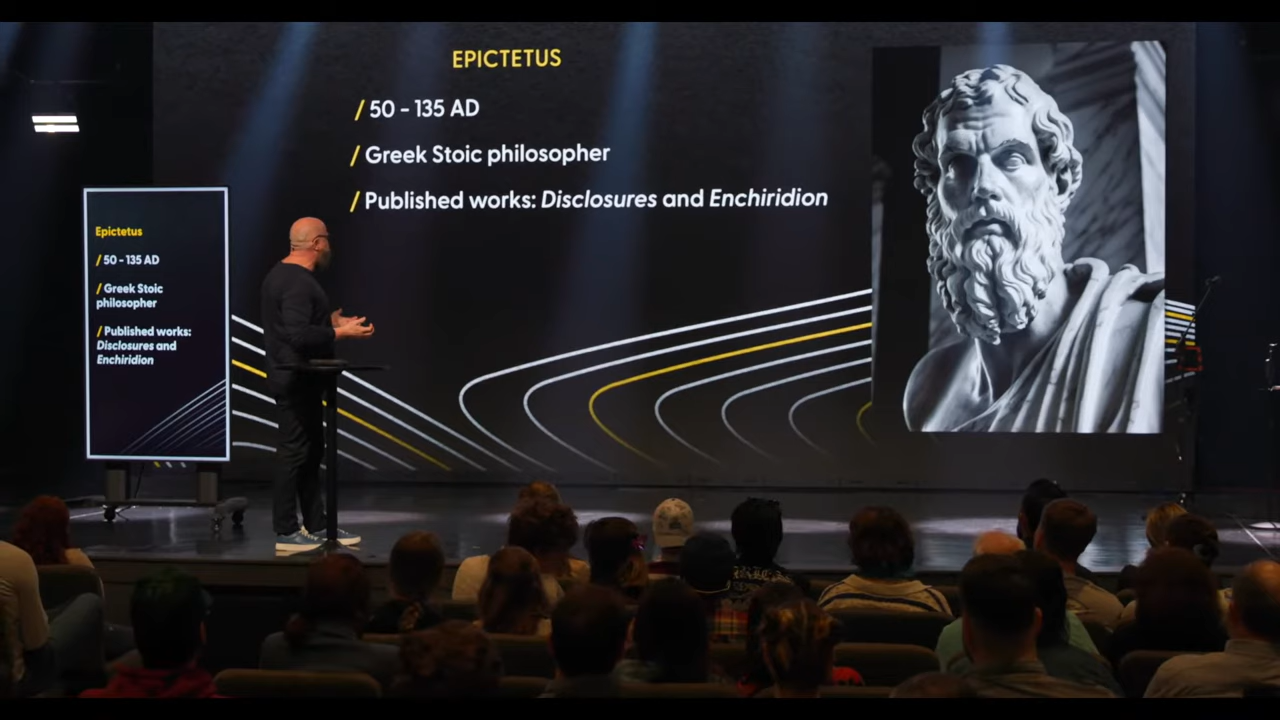 EPICTETUS
/ 50 - 135 AD
/ Greek Stoic philosopher
/ Published works: Disclosures and Enchiridion
Epictetus
/ 50 - 135 AD
/ Greek Stoic
philosopher
/ Published works:
Disclosures and
Enchiridion